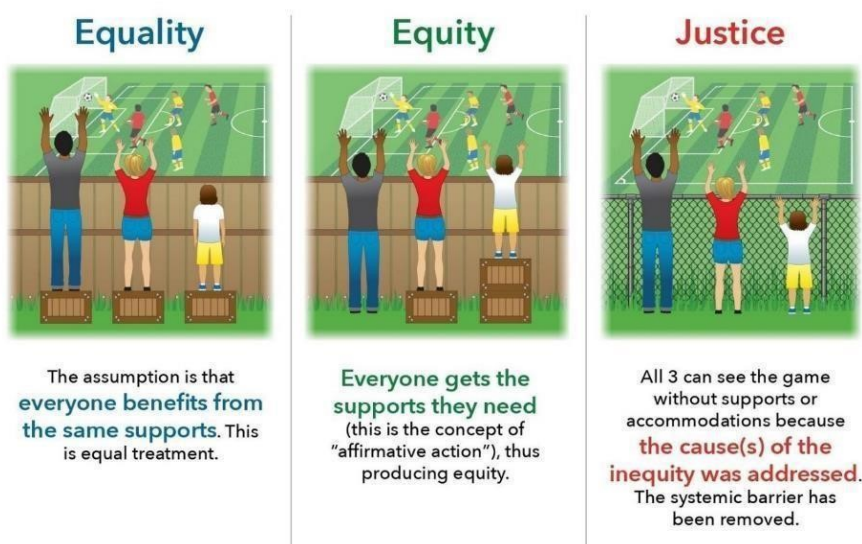 Equality
The assumption is that
everyone benefits from
the same supports. This
is equal treatment.
Equity
Everyone gets the
supports they need
(this is the concept of
"affirmative action"), thus
producing equity.
Justice
All 3 can see the game
without supports or
accommodations because
the cause(s) of the
inequity was addressed.
The systemic barrier has
been removed.